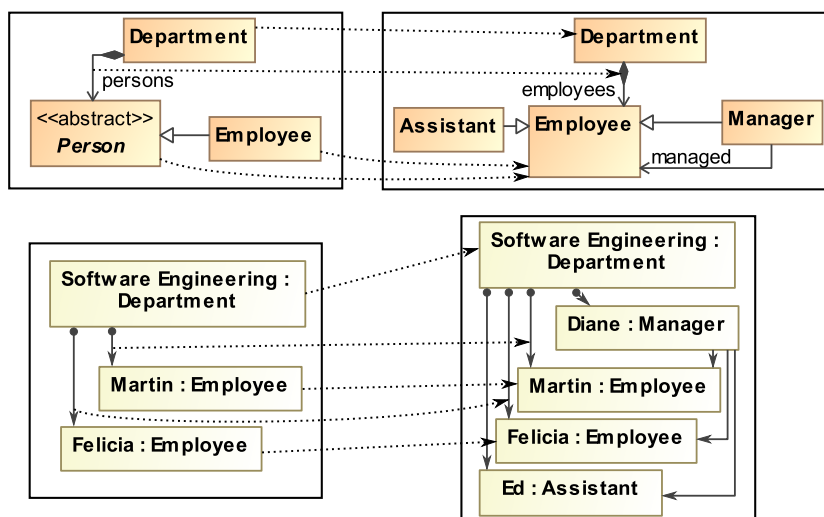 Department
persons
<<abstract>>
Person
Employee
Department
employees
Assistant
Employee
Manager
managed
Software Engineering :
Department
Martin : Employee
Felicia : Employee
Software Engineering :
Department
Diane : Manager
Martin : Employee
Felicia : Employee
Ed : Assistant